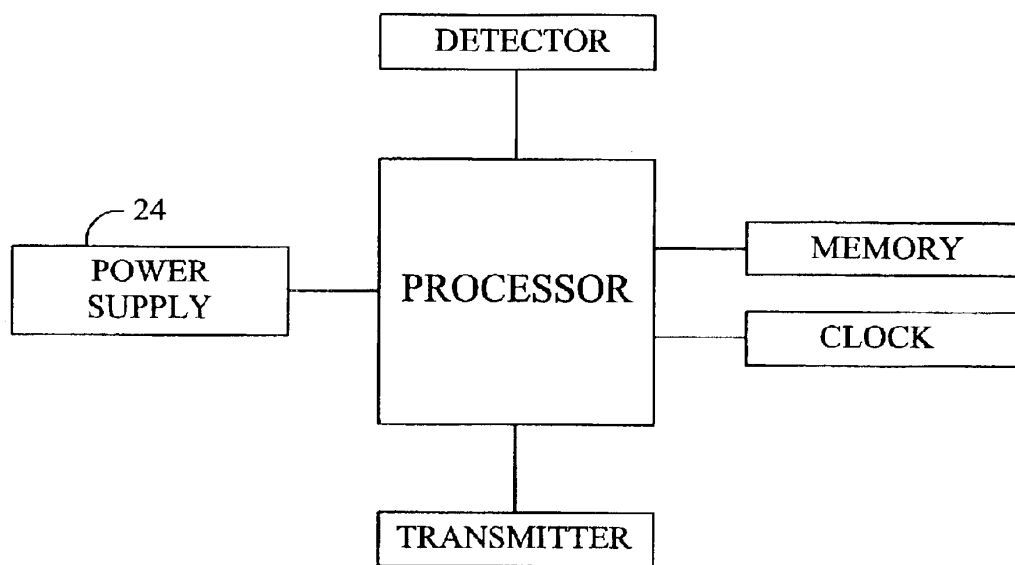 DETECTOR
24
POWER
SUPPLY
PROCESSOR
MEMORY
CLOCK
TRANSMITTER